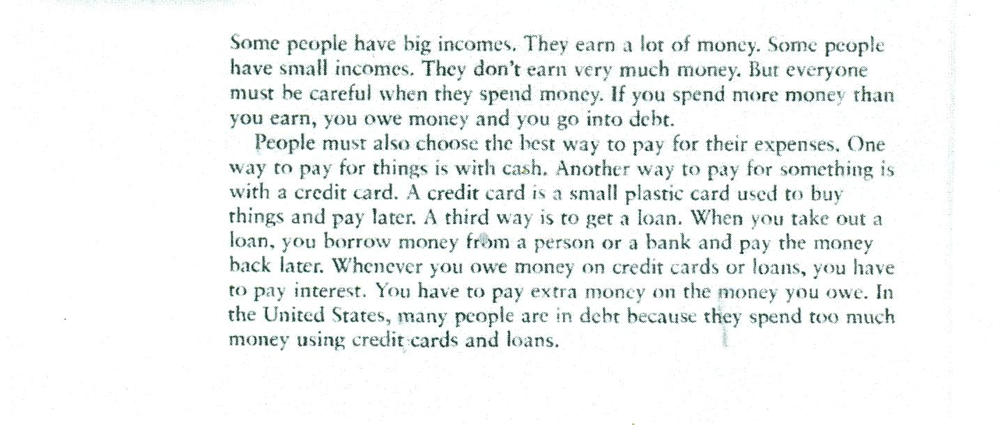 Some people have big incomes. They earn a lot of money. Some people
have small incomes. They don't earn very much money. But everyone
must be careful when they spend money. If you spend more money than
you earn, you owe money and you go into debt.
People must also choose the best way to pay for their expenses. One
way to pay for things is with cash. Another way to pay for something is
with a credit card. A credit card is a small plastic card used to buy
things and pay later. A third way is to get a loan. When you take out a
loan, you borrow money from a person or a bank and pay the money
back later. Whenever you owe money on credit cards or loans, you have
to pay interest. You have to pay extra money on the money you owe. In
the United States, many people are in debt because they spend too much
money using credit cards and loans.